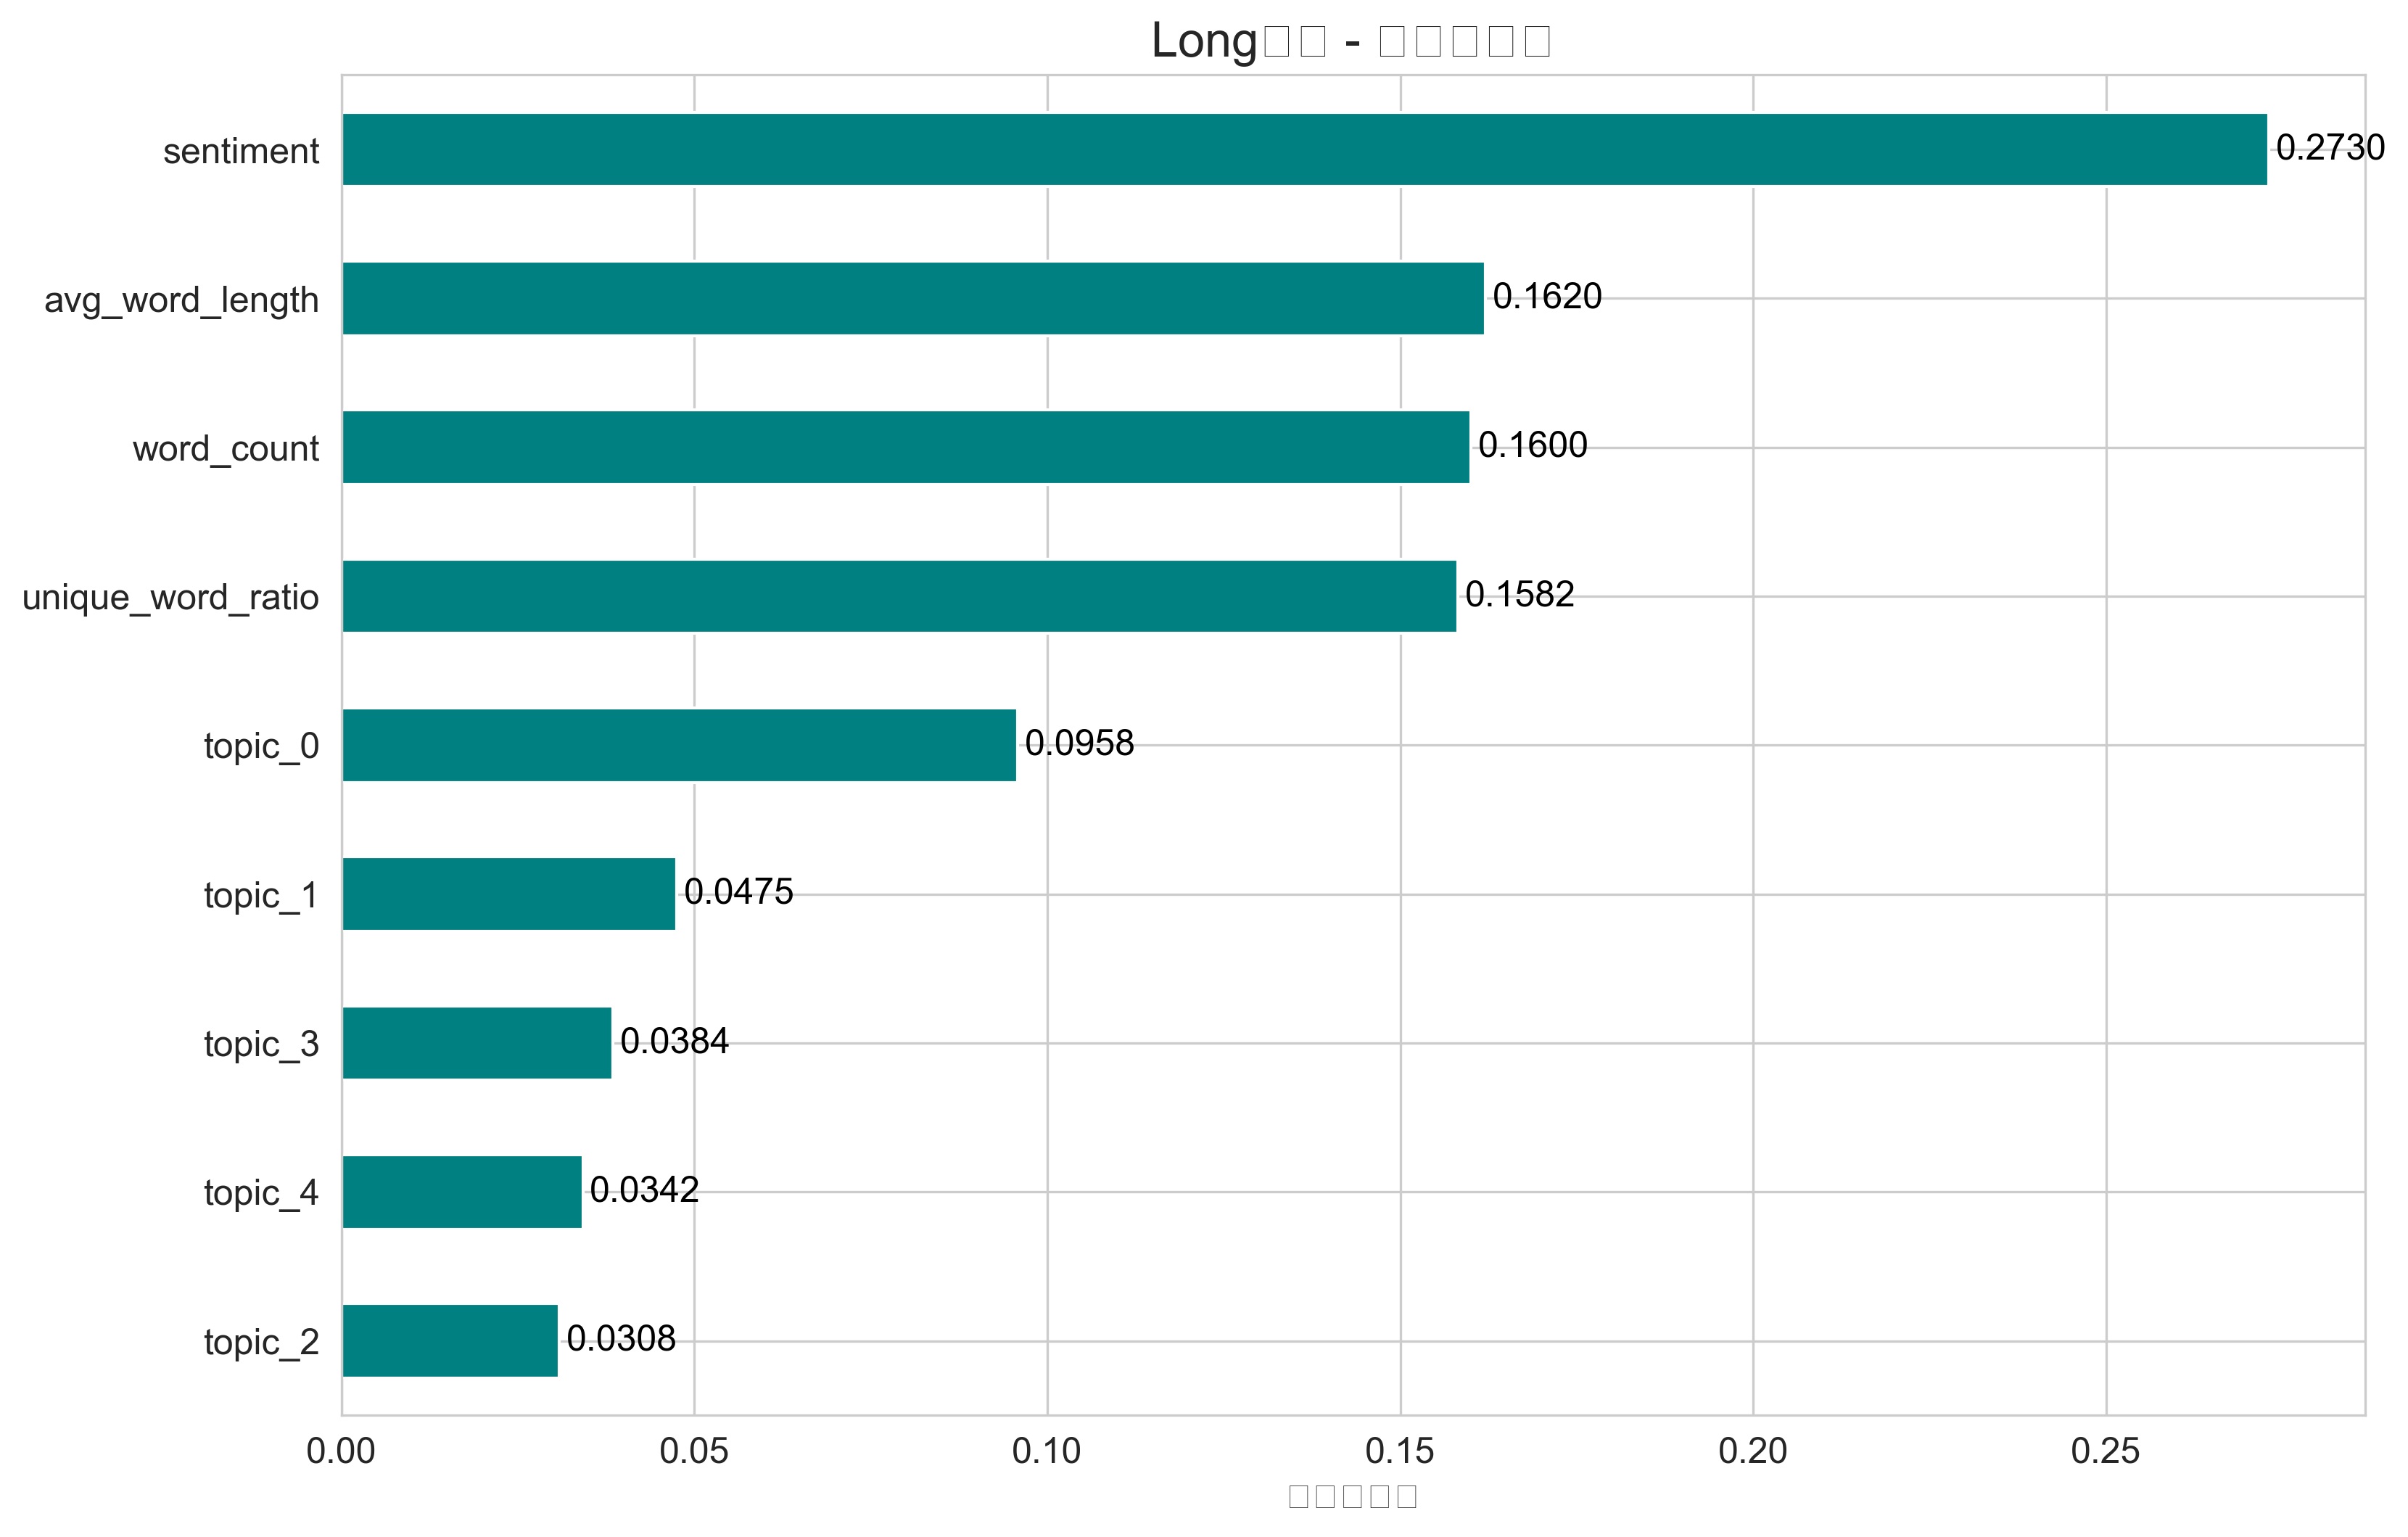 Long□□ - □□□□□
sentiment 0.2730
avg_word_length 0.1620
word_count 0.1600
unique_word_ratio 0.1582
topic_0 0.0958
topic_1 0.0475
topic_3 0.0384
topic_4 0.0342
topic_2 0.0308
0.00 0.05 0.10 0.15 0.20 0.25
□□□□□